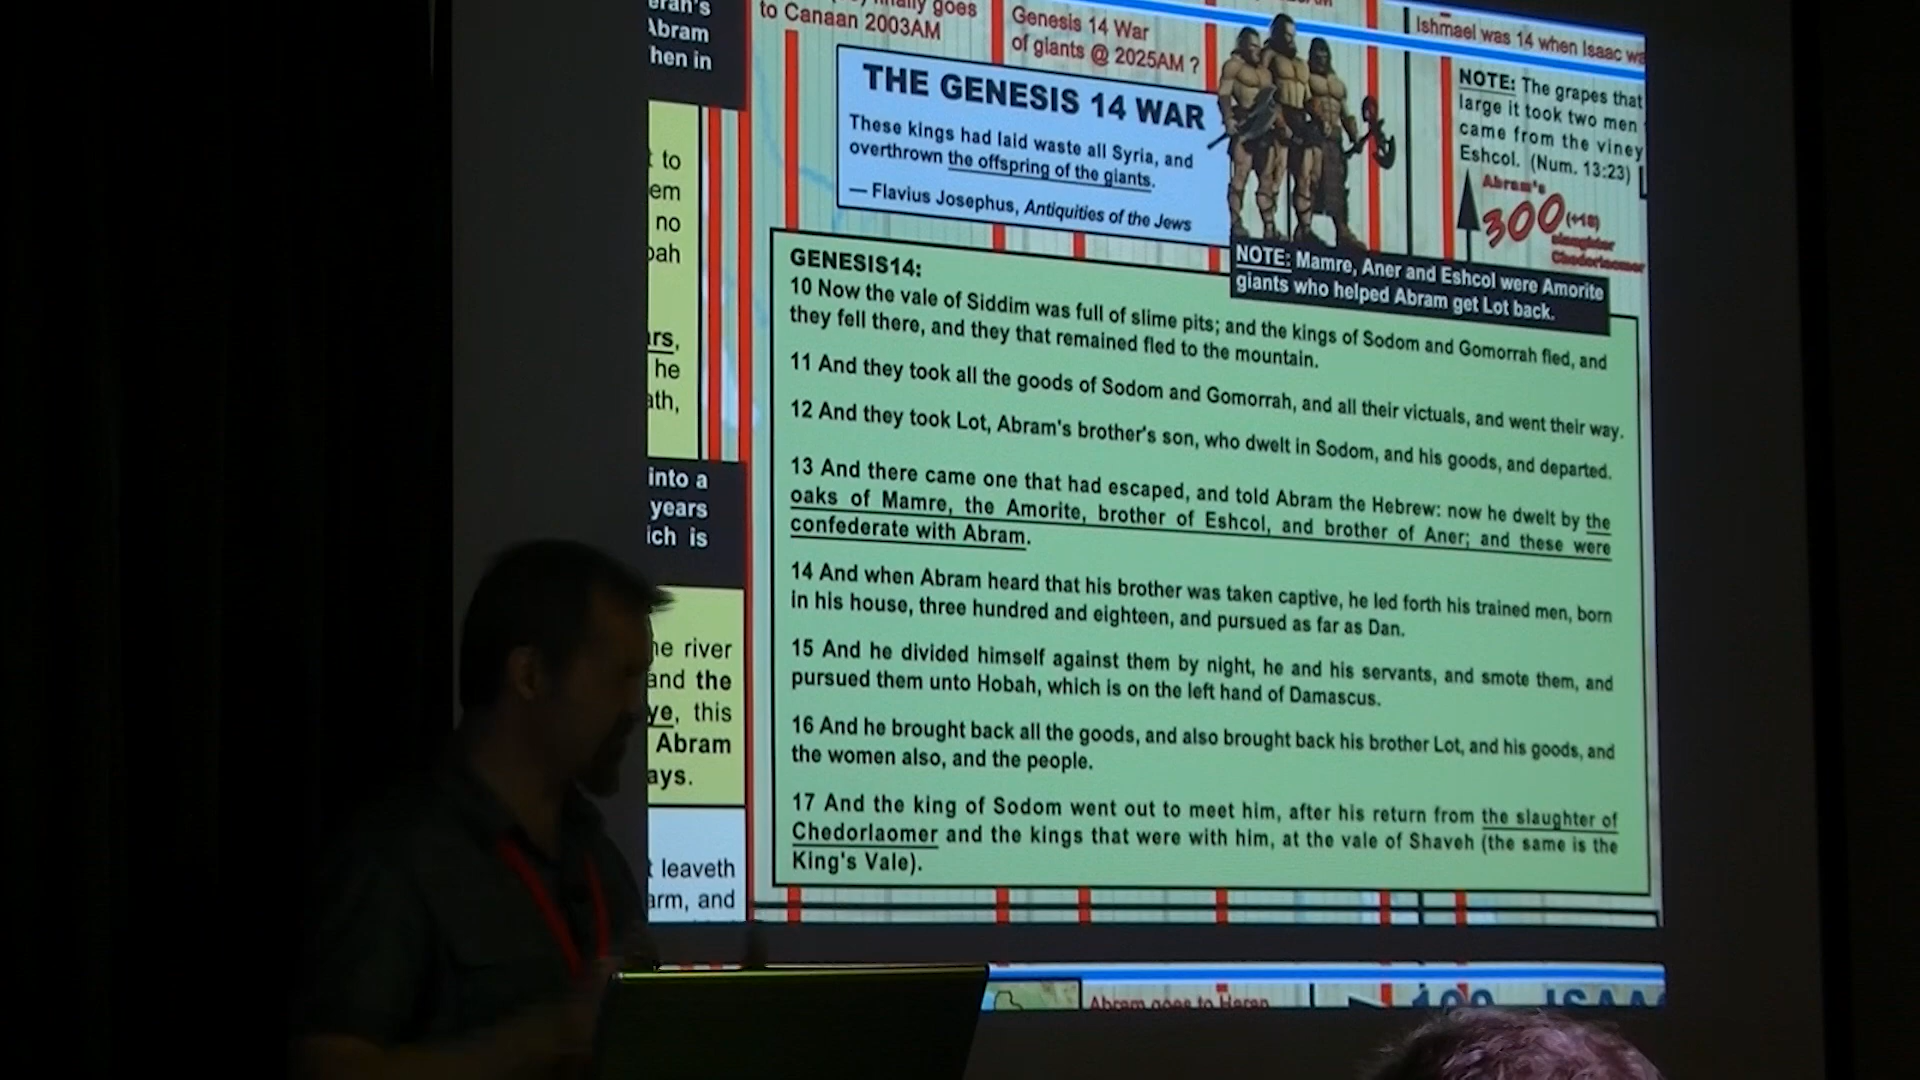 eran's
Abram
hen in
to
em
no
oah
ars,
he
ath,
into a
years
ich is
he river
and the
ye, this
Abram
ays.
leaveth
arm, and
finally goes
to Canaan 2003AM
Genesis 14 War
of giants @ 2025AM ?
Ishmael was 14 when Isaac wa
THE GENESIS 14 WAR
These kings had laid waste all Syria, and
overthrown the offspring of the giants.
— Flavius Josephus, Antiquities of the Jews
NOTE: The grapes that
large it took two men
came from the viney
Eshcol. (Num. 13:23)
Abram's
300 (+18)
slaughter
Chedorlaomer
NOTE: Mamre, Aner and Eshcol were Amorite
giants who helped Abram get Lot back.
GENESIS14:
10 Now the vale of Siddim was full of slime pits; and the kings of Sodom and Gomorrah fled, and
they fell there, and they that remained fled to the mountain.
11 And they took all the goods of Sodom and Gomorrah, and all their victuals, and went their way.
12 And they took Lot, Abram's brother's son, who dwelt in Sodom, and his goods, and departed.
13 And there came one that had escaped, and told Abram the Hebrew: now he dwelt by the
oaks of Mamre, the Amorite, brother of Eshcol, and brother of Aner; and these were
confederate with Abram.
14 And when Abram heard that his brother was taken captive, he led forth his trained men, born
in his house, three hundred and eighteen, and pursued as far as Dan.
15 And he divided himself against them by night, he and his servants, and smote them, and
pursued them unto Hobah, which is on the left hand of Damascus.
16 And he brought back all the goods, and also brought back his brother Lot, and his goods, and
the women also, and the people.
17 And the king of Sodom went out to meet him, after his return from the slaughter of
Chedorlaomer and the kings that were with him, at the vale of Shaveh (the same is the
King's Vale).
Abram goes to Haran
100 ISAA